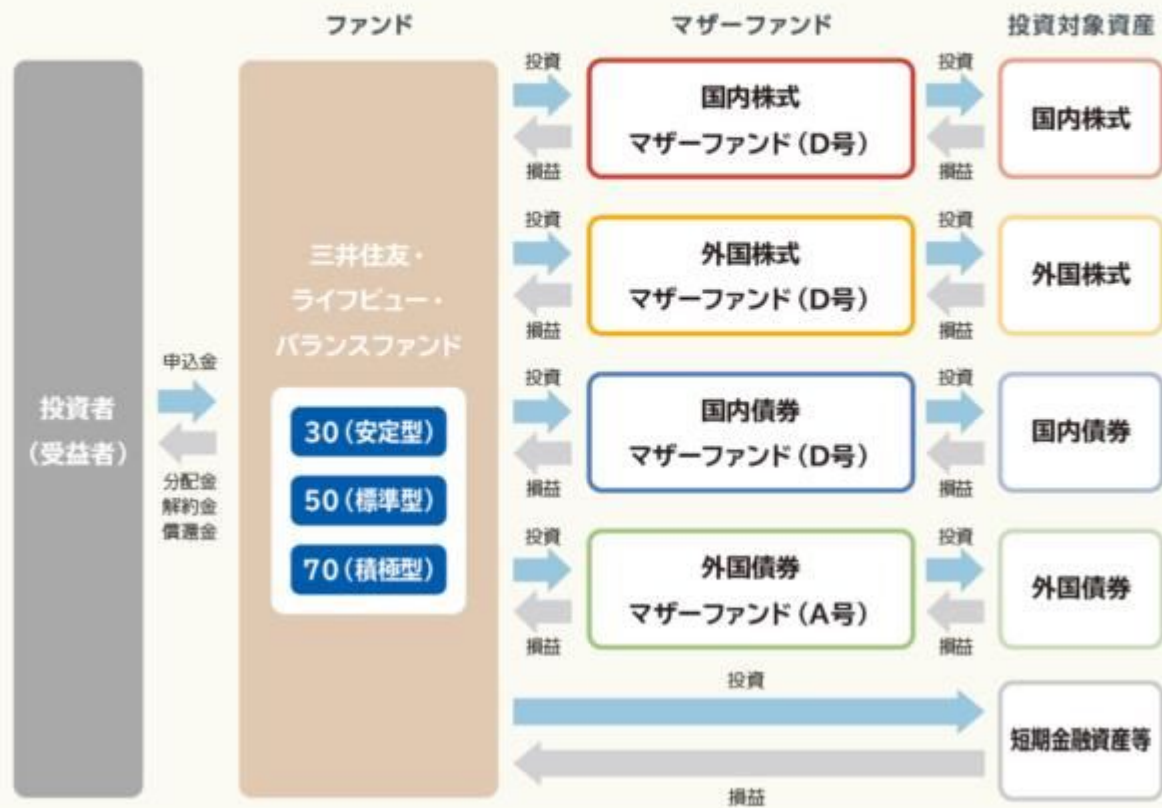 ファンド
マザーファンド
投資対象資産
投資者
(受益者)
申込金
分配金
解約金
償還金
三井住友・
ライフビュー・
バランスファンド
30(安定型)
50(標準型)
70(積極型)
投資
損益
国内株式
マザーファンド(D号)
投資
損益
国内株式
投資
損益
外国株式
マザーファンド(D号)
投資
損益
外国株式
投資
損益
国内債券
マザーファンド(D号)
投資
損益
国内債券
投資
損益
外国債券
マザーファンド(A号)
投資
損益
外国債券
投資
損益
短期金融資産等